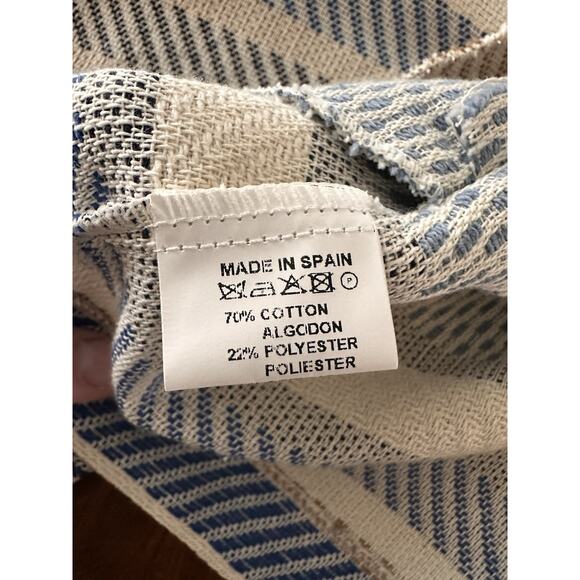 MADE IN SPAIN
P
70% COTTON
ALGODON
22% POLYESTER
POLIESTER